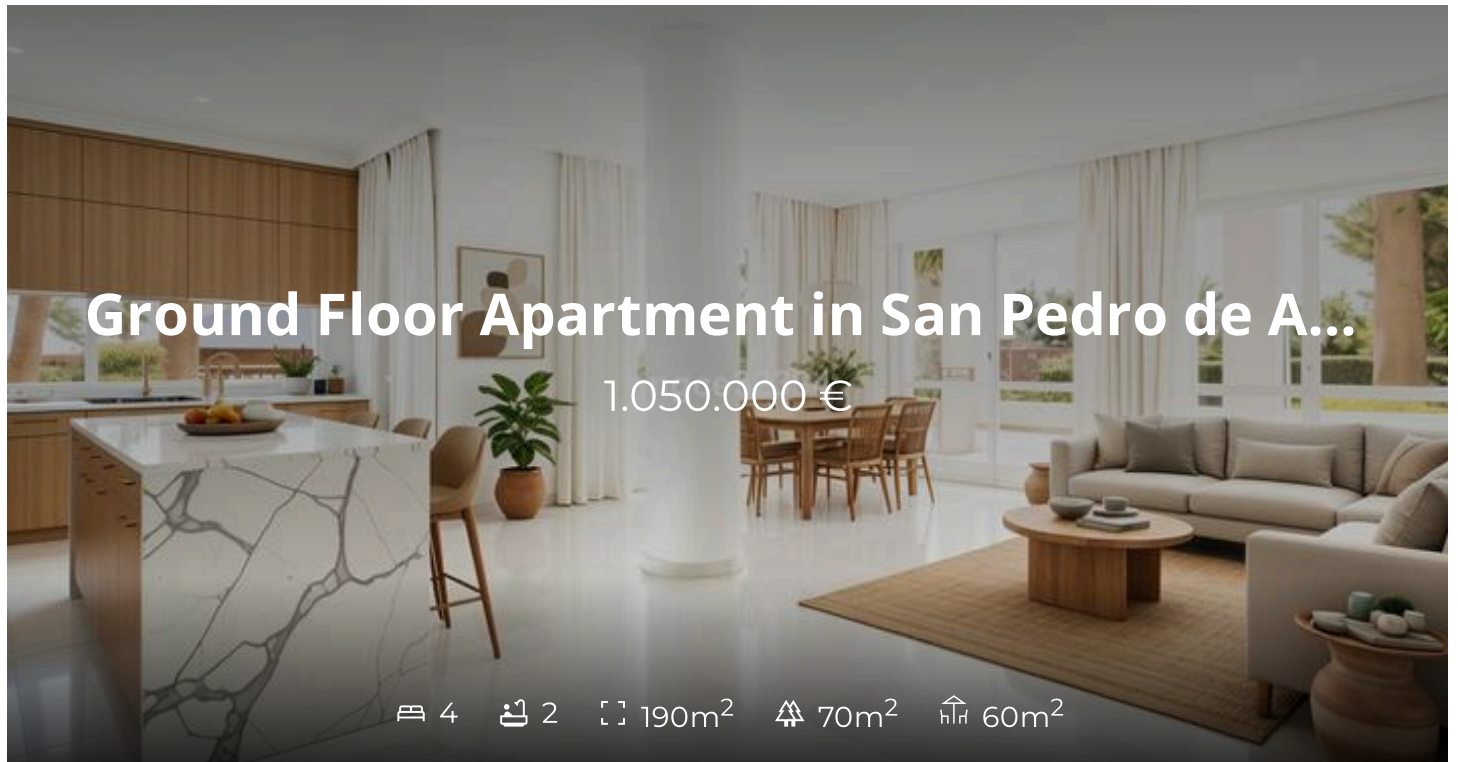 Ground Floor Apartment in San Pedro de A...
1.050.000 €
4 2 190m² 70m² 60m²